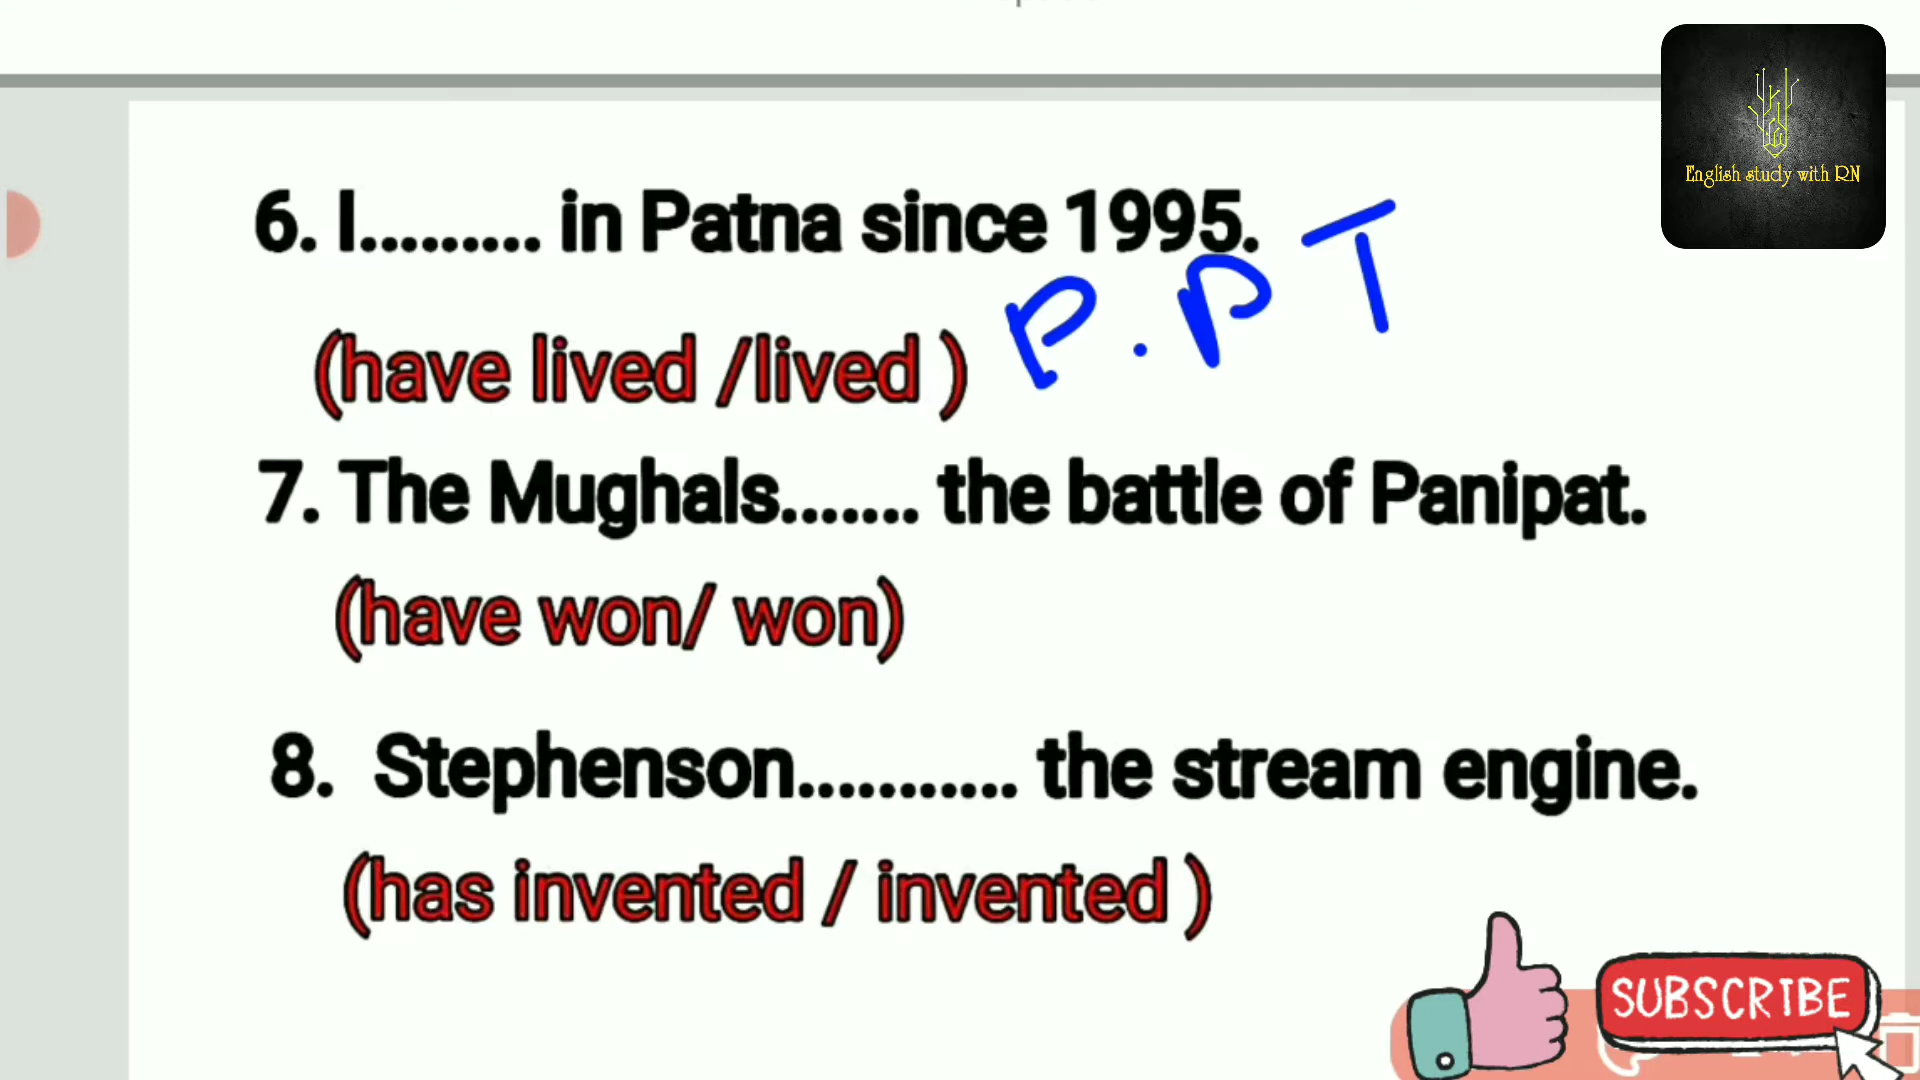 English study with RN
6. I......... in Patna since 1995.
P.PT
(have lived /lived )
7. The Mughals....... the battle of Panipat.
(have won/ won)
8. Stephenson........... the stream engine.
(has invented / invented )
SUBSCRIBE